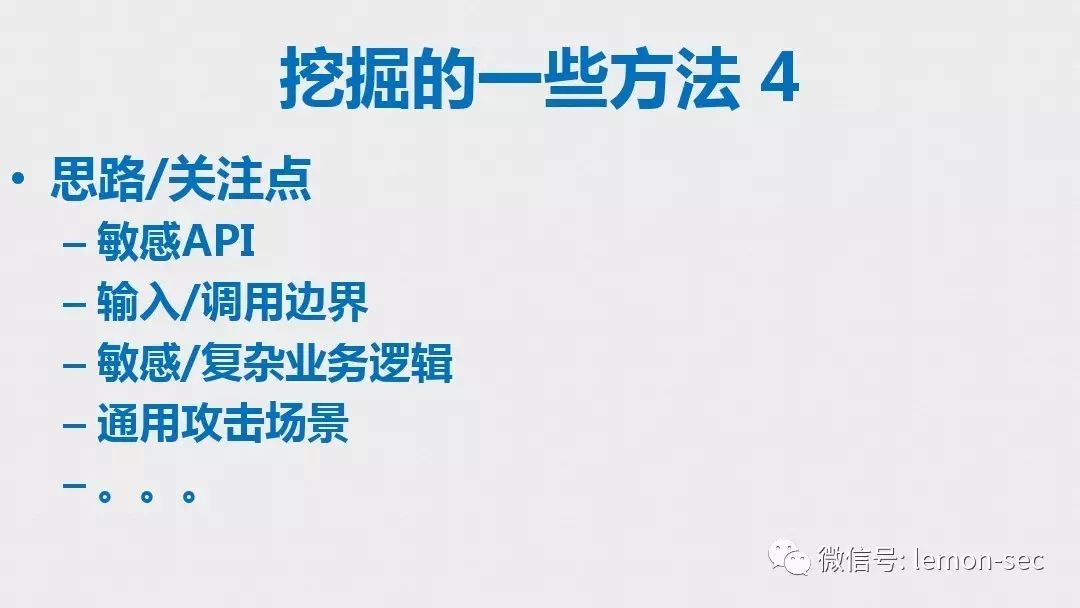 挖掘的一些方法 4
• 思路/关注点
– 敏感API
– 输入/调用边界
– 敏感/复杂业务逻辑
– 通用攻击场景
– 。。。
微信号: lemon-sec